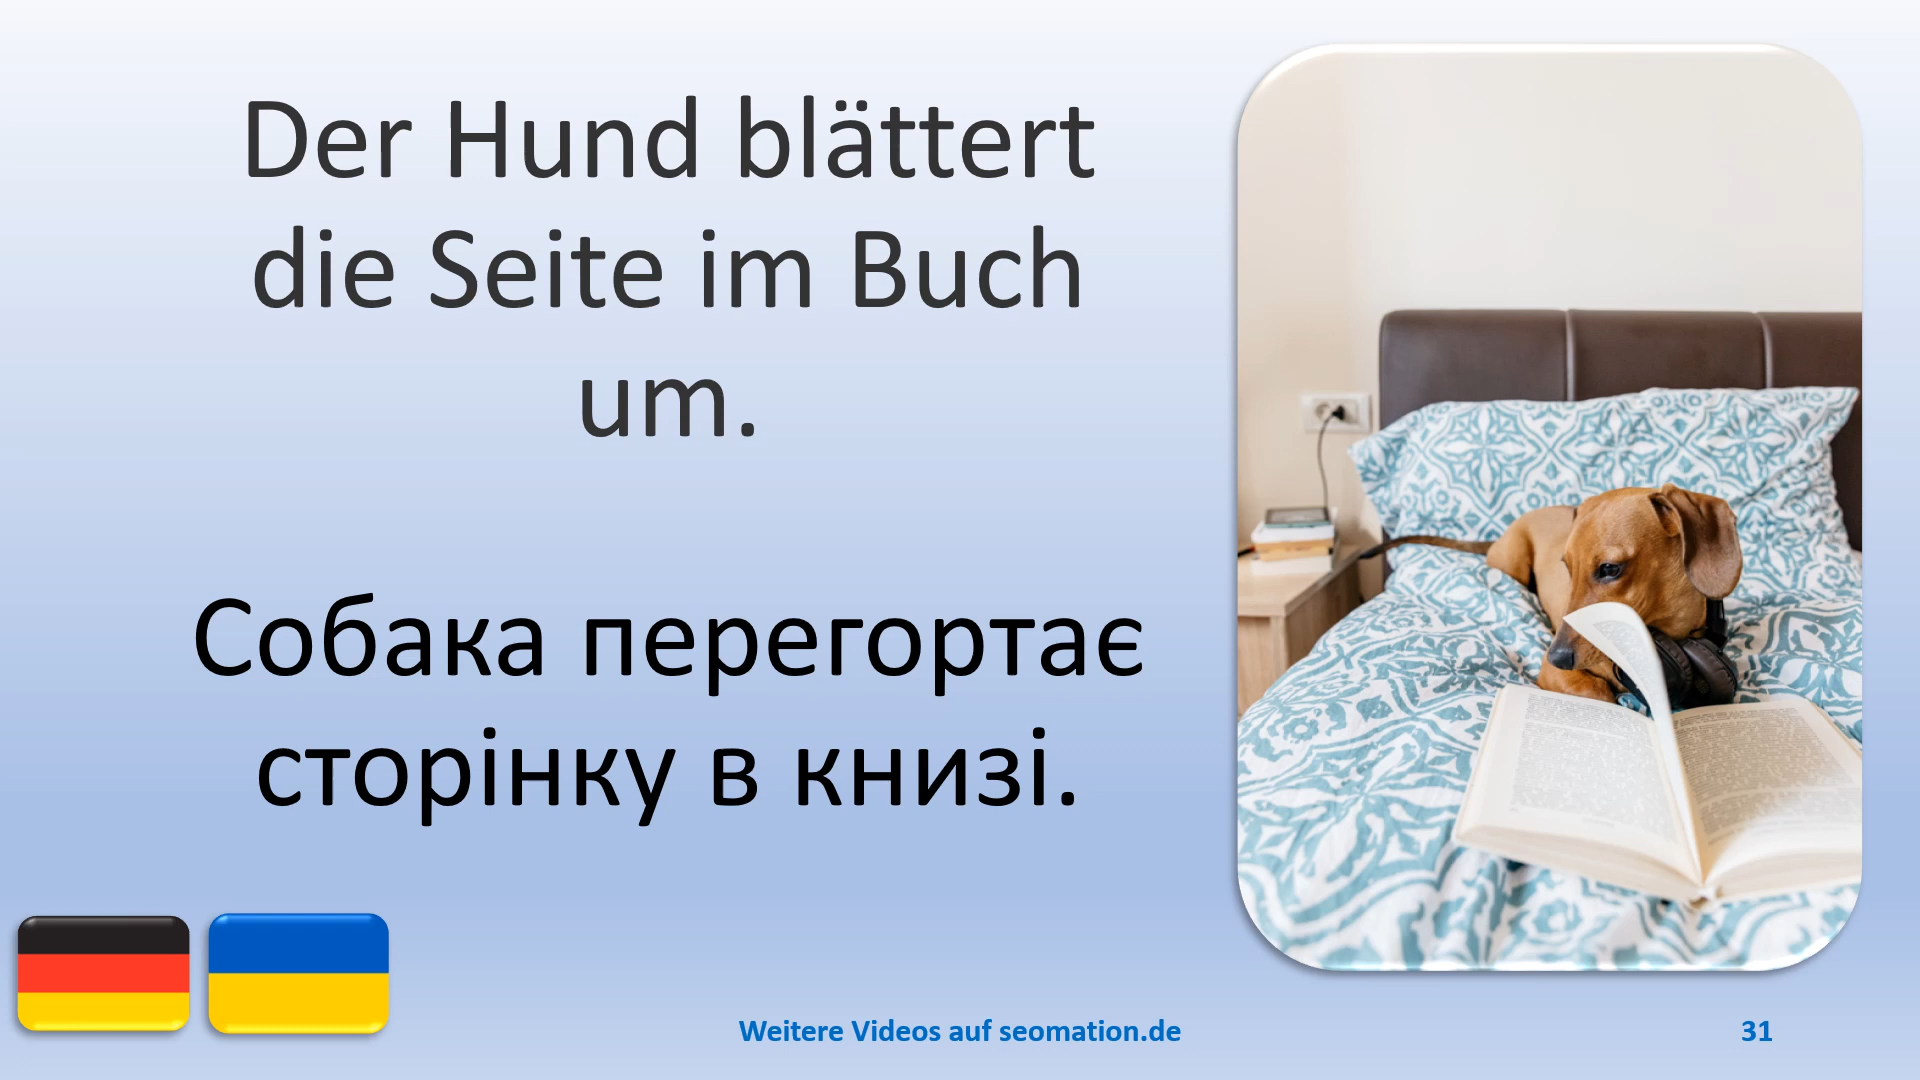 Der Hund blättert
die Seite im Buch
um.
Собака перегортає
сторінку в книзі.
Weitere Videos auf seomation.de
31